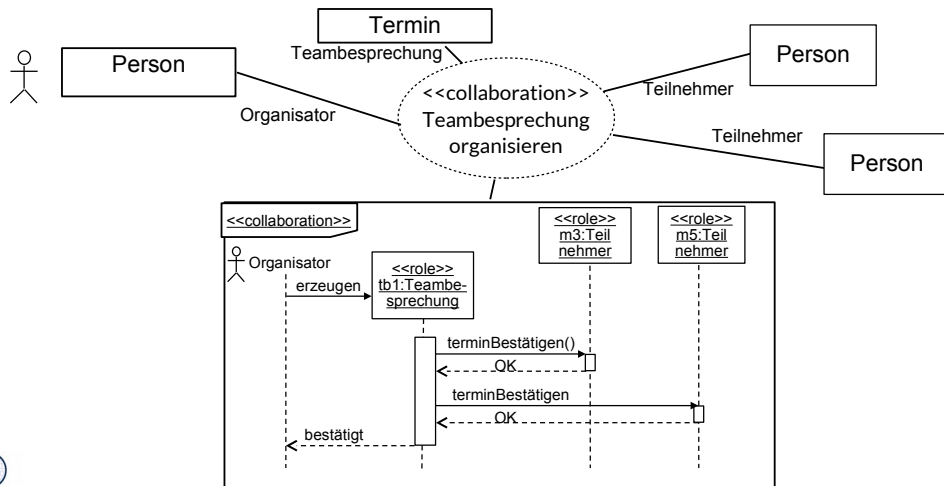 Termin
Teambesprechung
Person
Person
Organisator
<<collaboration>>
Teambesprechung
organisieren
Teilnehmer
Teilnehmer
Person
<<collaboration>>
<<role>>
m3:Teil
nehmer
<<role>>
m5:Teil
nehmer
Organisator
<<role>>
tb1:Teambe-
sprechung
erzeugen
terminBestätigen()
OK
terminBestätigen
OK
bestätigt